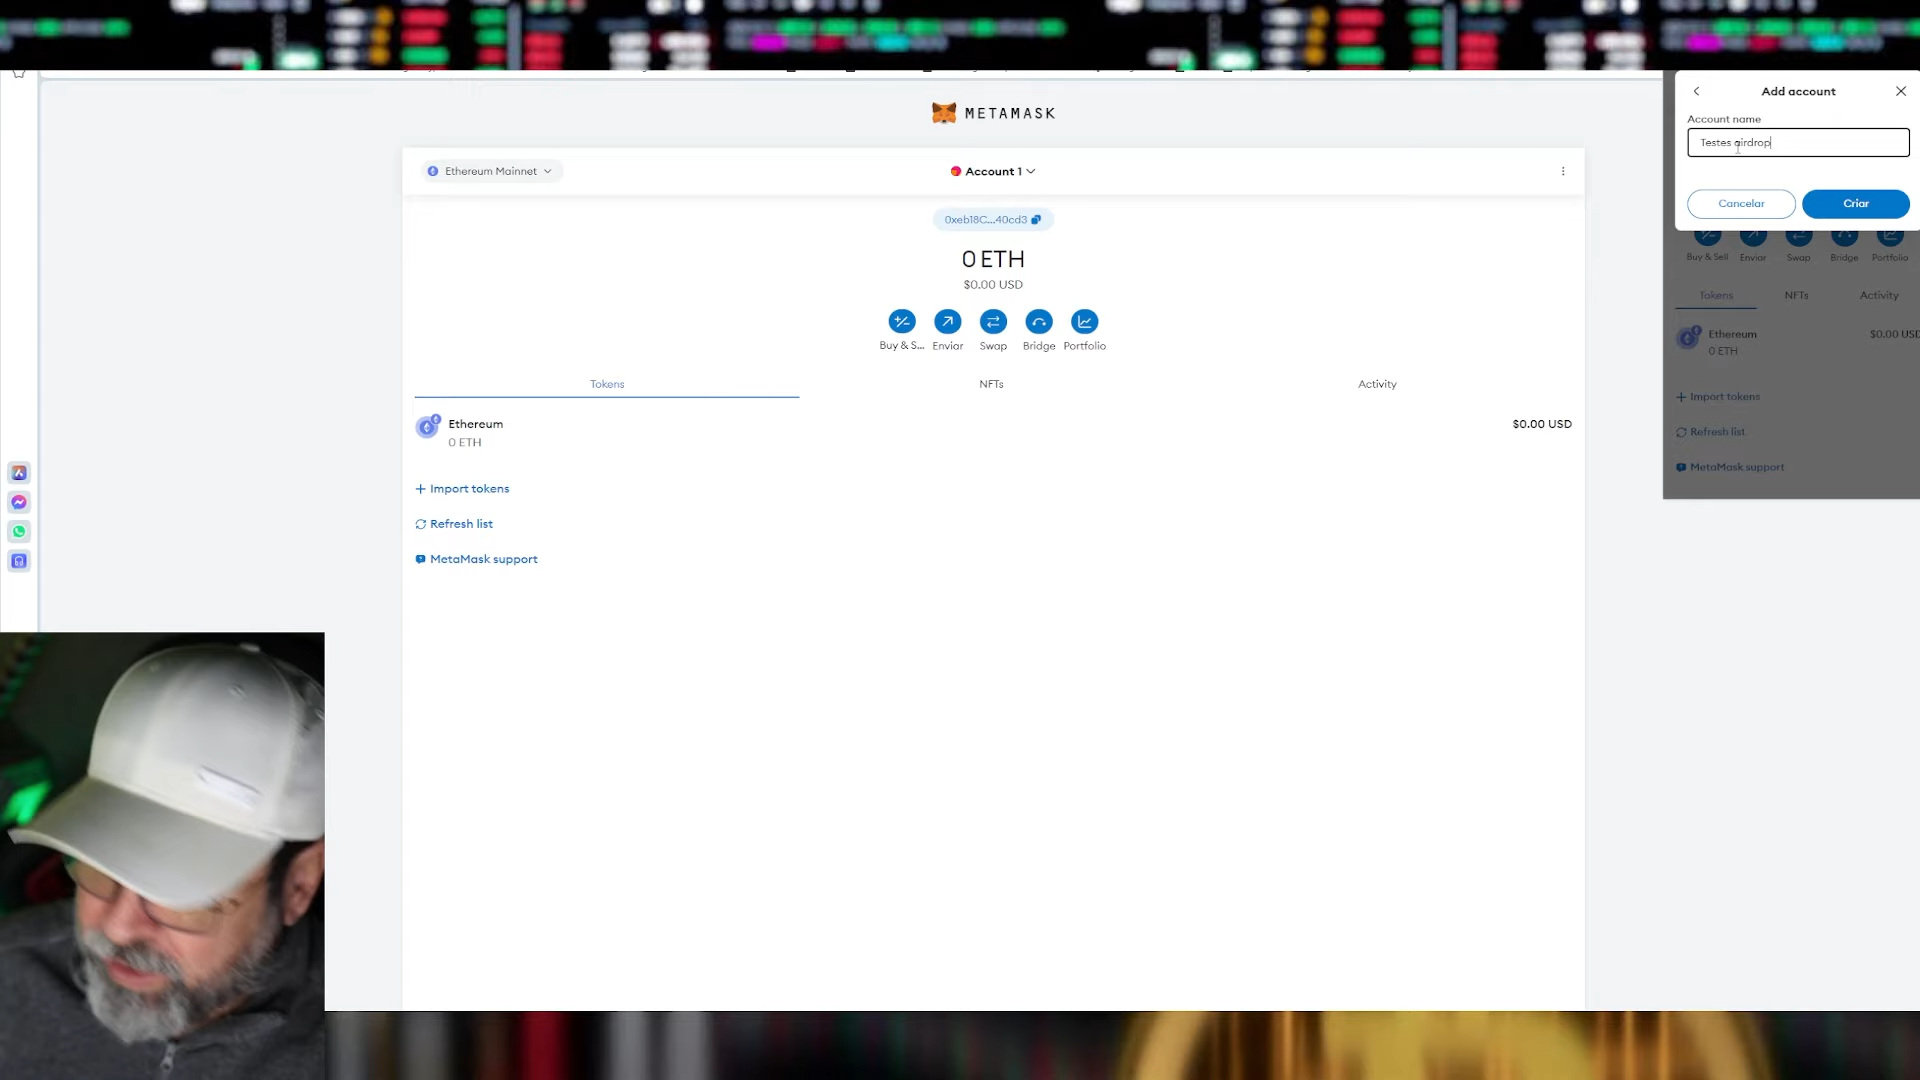 METAMASK
Ethereum Mainnet
Account 1
0xeb18C...40cd3
0 ETH
$0.00 USD
Buy & S...
Enviar
Swap
Bridge
Portfolio
Tokens
NFTs
Activity
Ethereum
$0.00 USD
0 ETH
+ Import tokens
Refresh list
MetaMask support
Add account
Account name
Testes airdrop
Cancelar
Criar
Buy & Sell
Enviar
Swap
Bridge
Portfolio
Tokens
NFTs
Activity
Ethereum
$0.00 USD
0 ETH
+ Import tokens
Refresh list
MetaMask support